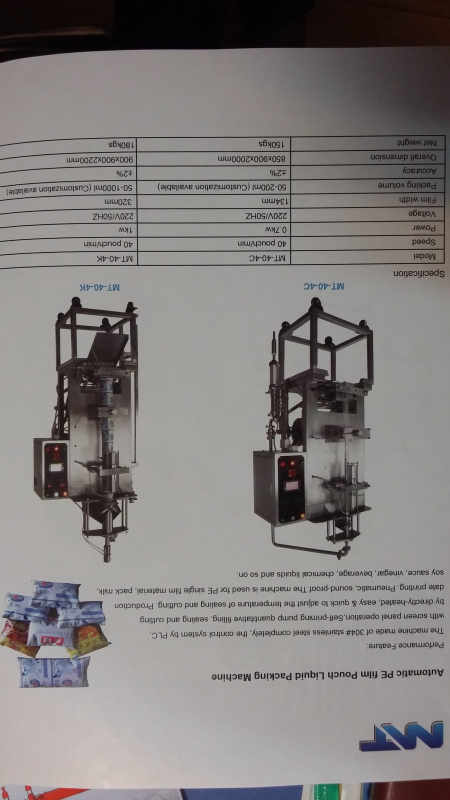 MT
Automatic PE film Pouch Liquid Packing Machine
Performance Feature:
The machine made of 304# stainless steel completely, the control system by PLC,
with screen panel operation.Self-priming pump quantitative filling, sealing and cutting
by directly-heated, easy & quick to adjust the temperature of sealing and cutting. Production
date printing. Pneumatic, sound-proof.The machine is used for PE single film material, pack milk,
soy sauce, vinegar, beverage, chemcal liquids and so on.
MT-40-4C MT-40-4K
Specification
Model MT-40-4C MT-40-4K
Speed 40 pouch/min 40 pouch/min
Power 0.7kw 1kw
Voltage 220V/50HZ 220V/50HZ
Film width 134mm 320mm
Packing volume 50-200ml (Customization available) 50-1000ml (Customization available)
Accuracy ±2% ±2%
Overall dimension 850x900x2000mm 900x900x2200mm
Net weight 150kgs 180kgs